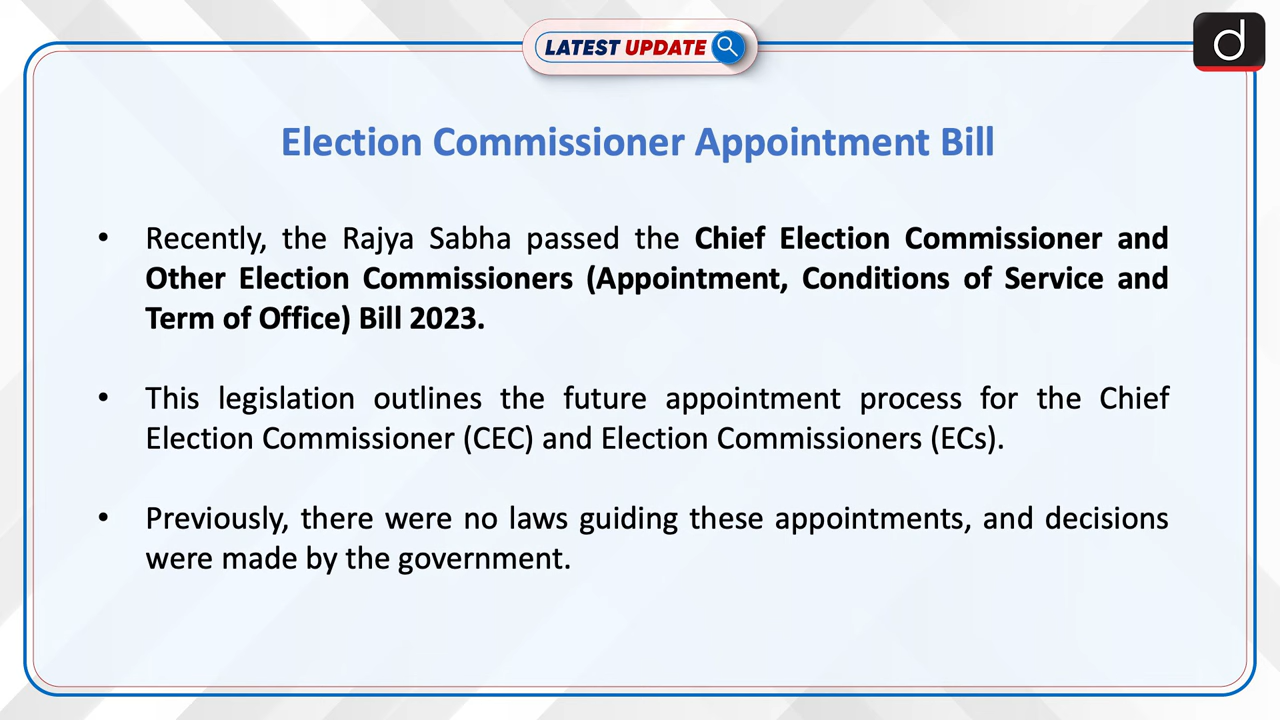 LATEST UPDATE
d
Election Commissioner Appointment Bill
• Recently, the Rajya Sabha passed the Chief Election Commissioner and
Other Election Commissioners (Appointment, Conditions of Service and
Term of Office) Bill 2023.
• This legislation outlines the future appointment process for the Chief
Election Commissioner (CEC) and Election Commissioners (ECs).
• Previously, there were no laws guiding these appointments, and decisions
were made by the government.